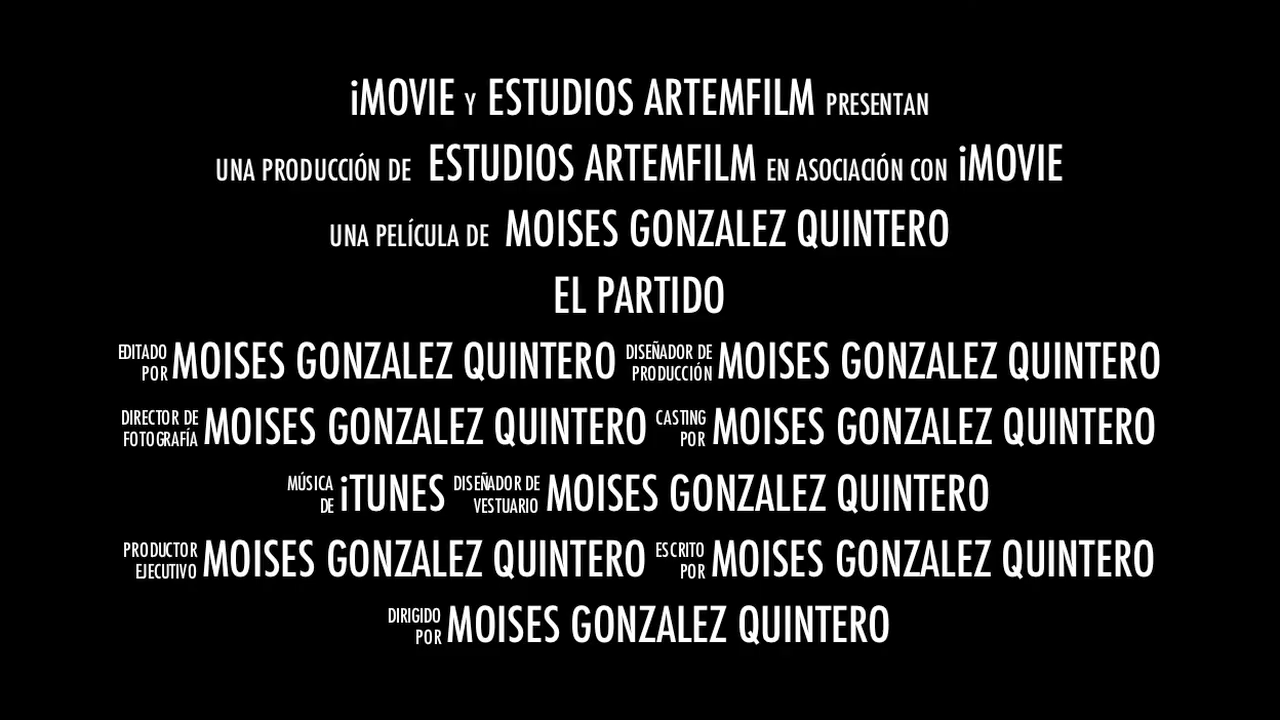 iMOVIE Y ESTUDIOS ARTEMFILM PRESENTAN
UNA PRODUCCIÓN DE ESTUDIOS ARTEMFILM EN ASOCIACIÓN CON iMOVIE
UNA PELÍCULA DE MOISES GONZALEZ QUINTERO
EL PARTIDO
EDITADO POR MOISES GONZALEZ QUINTERO DISEÑADOR DE PRODUCCIÓN MOISES GONZALEZ QUINTERO
DIRECTOR DE FOTOGRAFÍA MOISES GONZALEZ QUINTERO CASTING POR MOISES GONZALEZ QUINTERO
MÚSICA DE iTUNES DISEÑADOR DE VESTUARIO MOISES GONZALEZ QUINTERO
PRODUCTOR EJECUTIVO MOISES GONZALEZ QUINTERO ESCRITO POR MOISES GONZALEZ QUINTERO
DIRIGIDO POR MOISES GONZALEZ QUINTERO